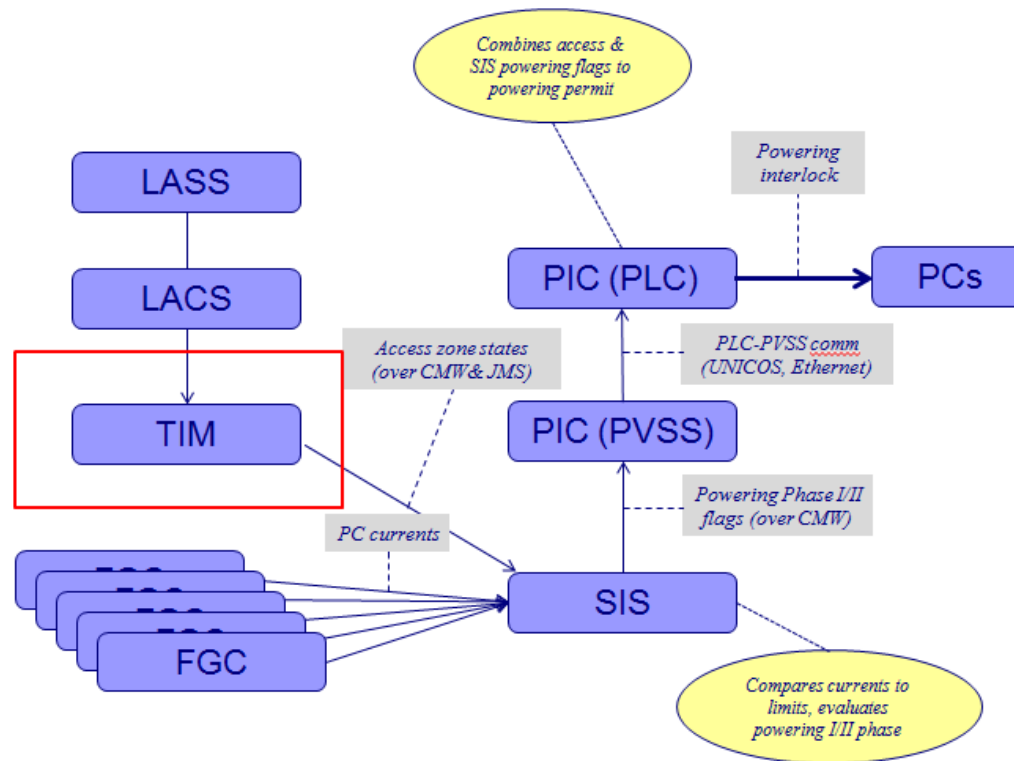 Combines access &
SIS powering flags to
powering permit
Powering
interlock
LASS
PIC (PLC)
PCs
LACS
Access zone states
(over CMW& JMS)
PLC-PVSS comm
(UNICOS, Ethernet)
TIM
PIC (PVSS)
Powering Phase I/II
flags (over CMW)
PC currents
SIS
FGC
Compares currents to
limits, evaluates
powering I/II phase